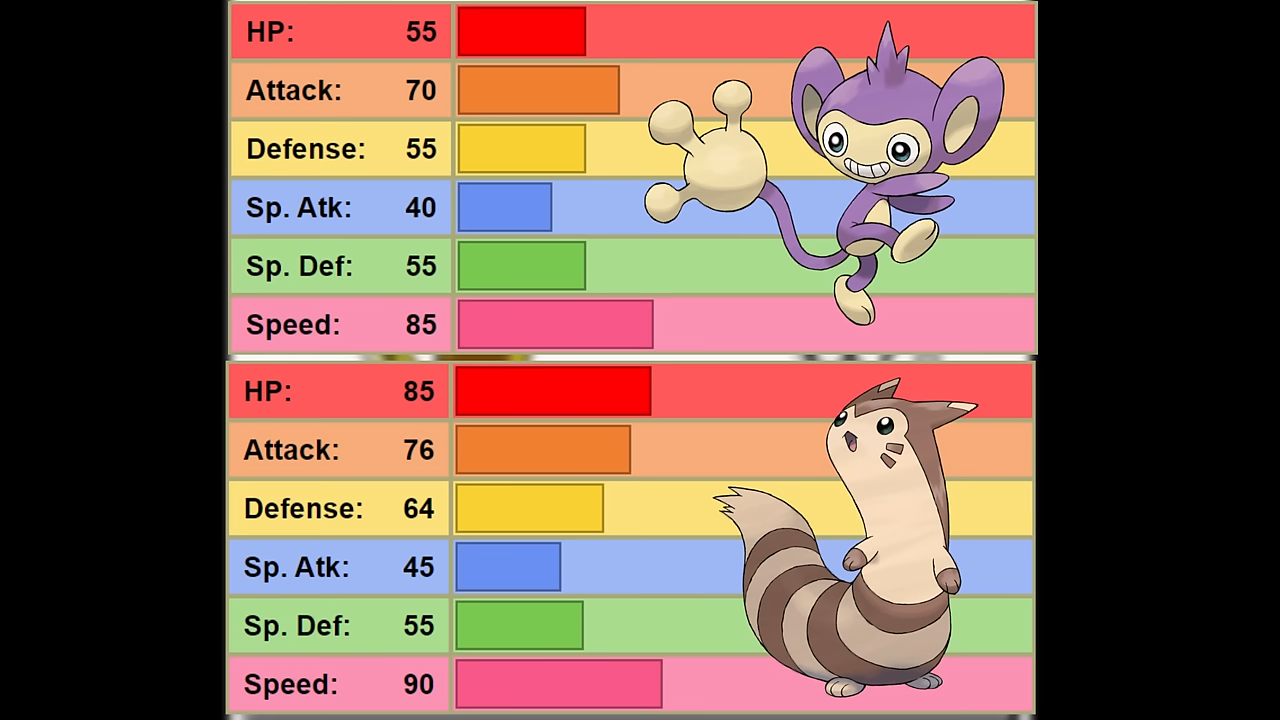 HP: 55
Attack: 70
Defense: 55
Sp. Atk: 40
Sp. Def: 55
Speed: 85
HP: 85
Attack: 76
Defense: 64
Sp. Atk: 45
Sp. Def: 55
Speed: 90